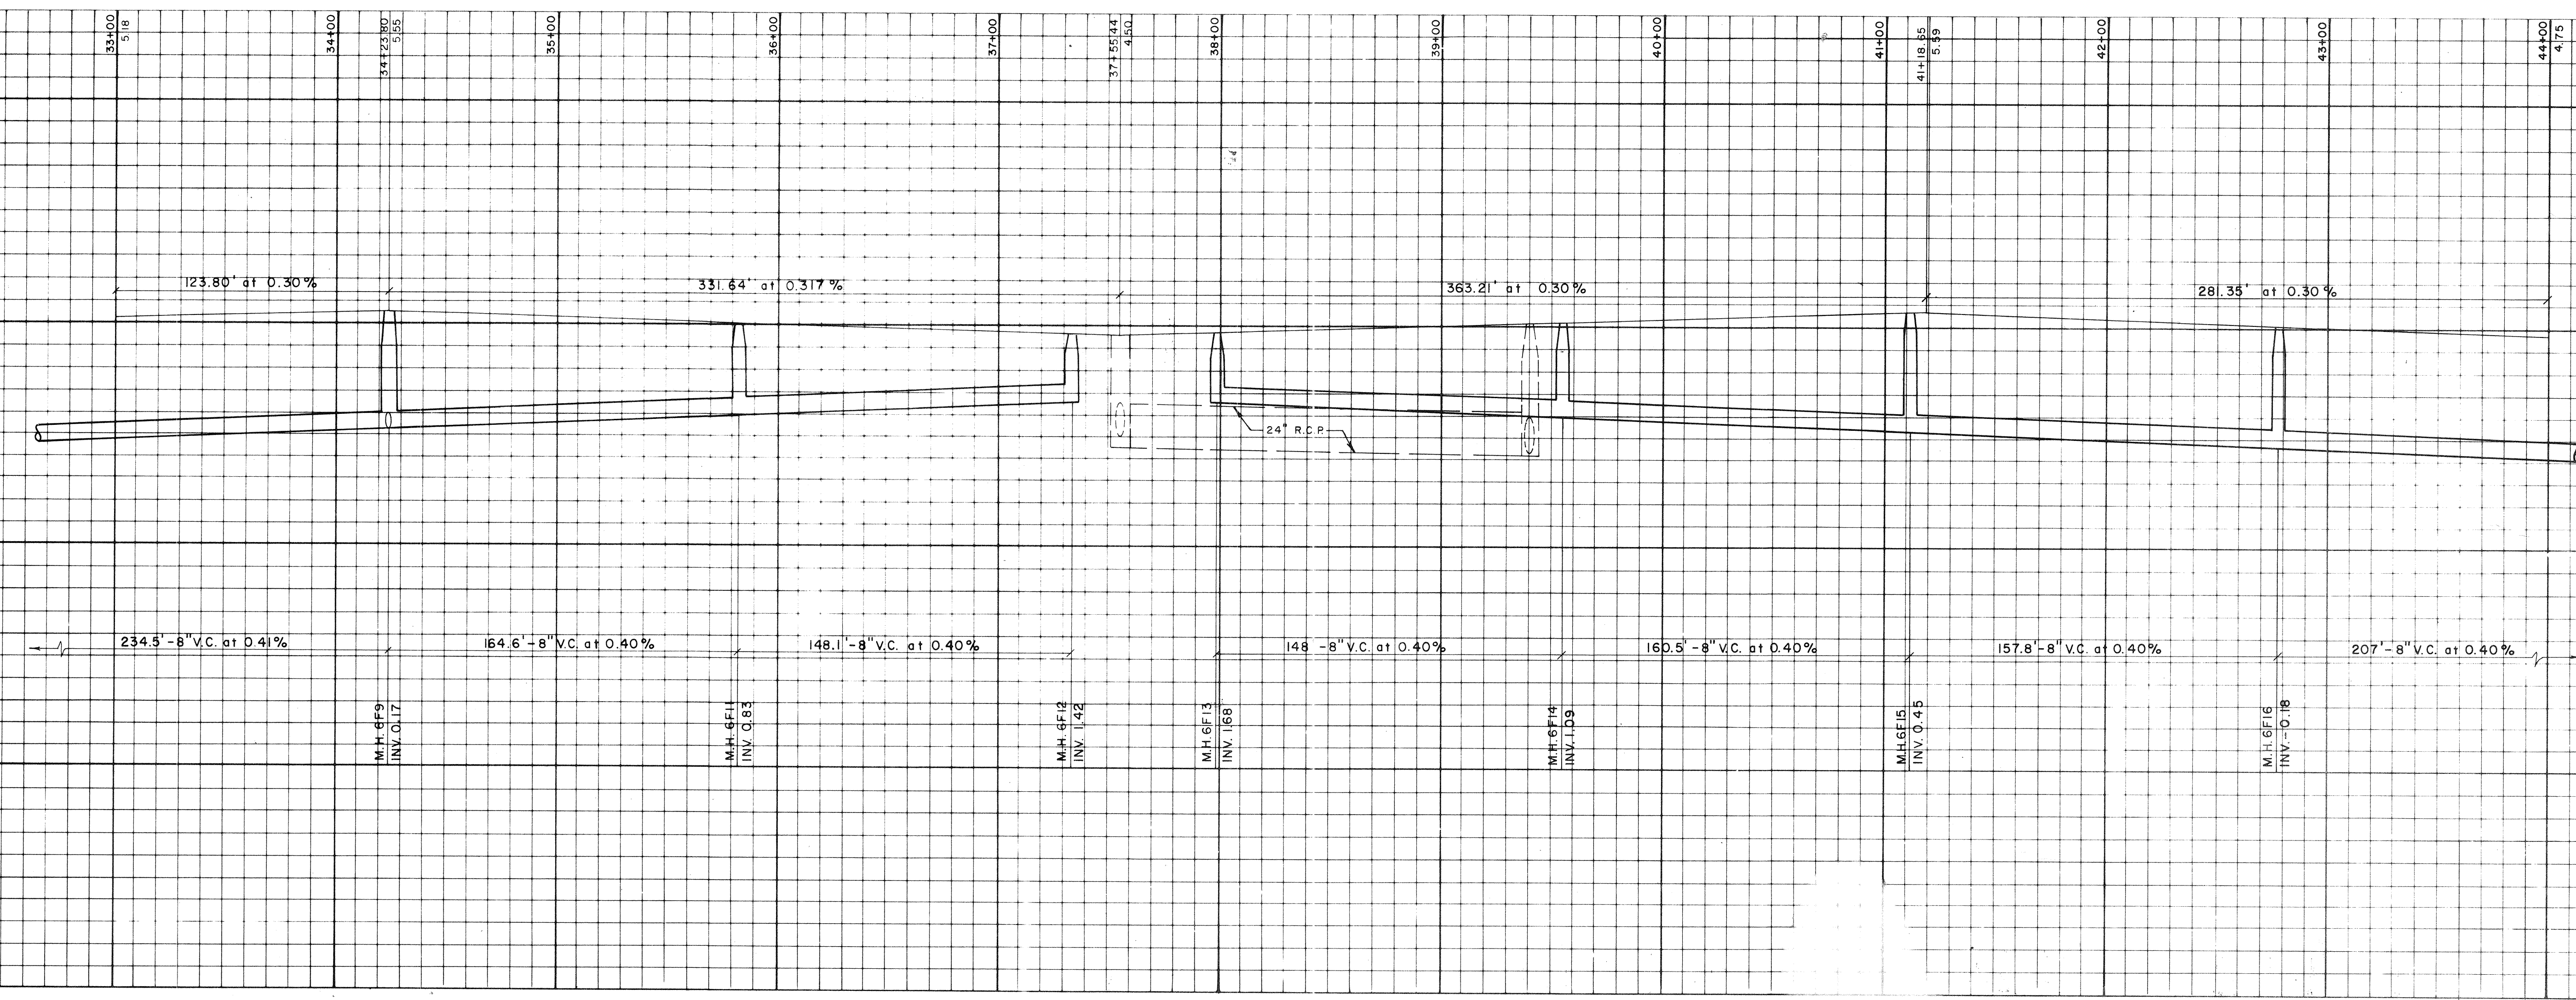 33+00
5.18
34+00
34+23.80
5.55
35+00
36+00
37+00
37+55.44
4.50
38+00
39+00
40+00
41+00
41+18.65
5.59
42+00
43+00
44+00
4.75
123.80' at 0.30%
331.64' at 0.317%
363.21' at 0.30%
281.35' at 0.30%
24" R.C.P.
234.5'-8" V.C. at 0.41%
164.6'-8" V.C. at 0.40%
148.1'-8" V.C. at 0.40%
148 -8" V.C. at 0.40%
160.5'-8" V.C. at 0.40%
157.8'-8" V.C. at 0.40%
207'-8" V.C. at 0.40%
M.H. 6F9
INV. 0.17
M.H. 6F11
INV. 0.83
M.H. 6F12
INV. 1.42
M.H. 6F13
INV. 1.68
M.H. 6F14
INV. 1.09
M.H. 6F15
INV. 0.45
M.H. 6F16
INV. -0.18